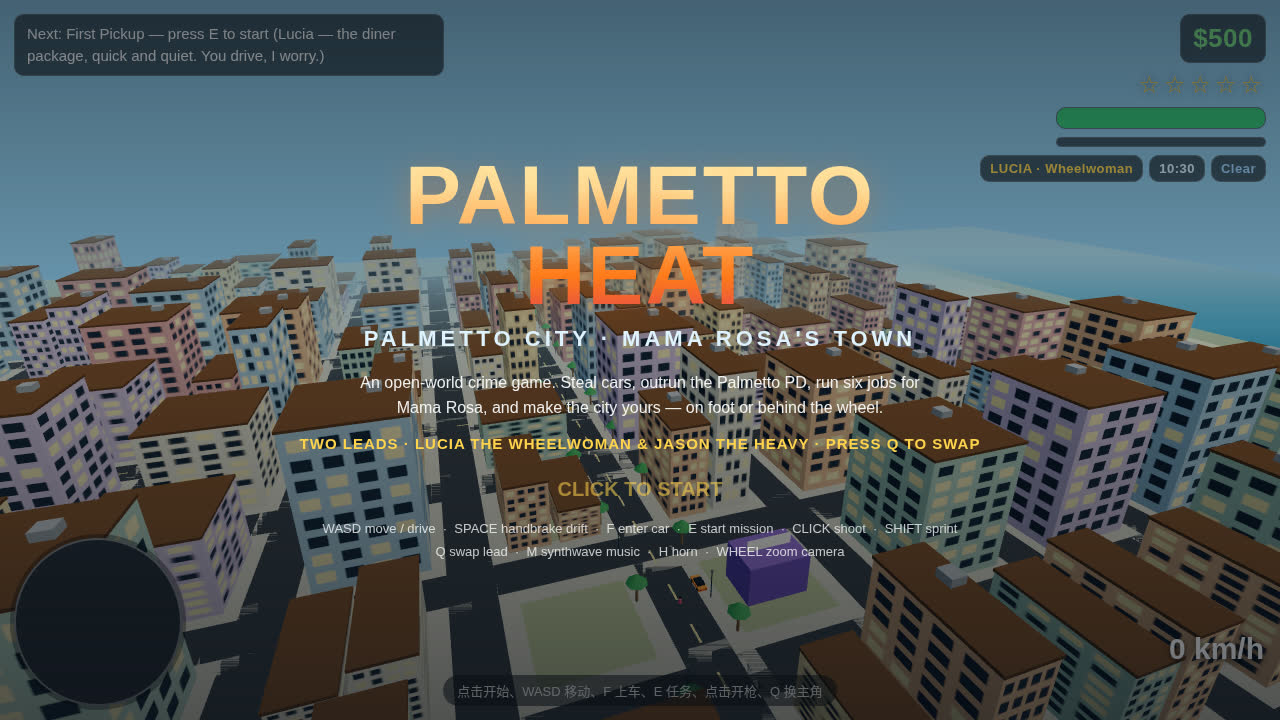 Next: First Pickup — press E to start (Lucia — the diner
package, quick and quiet. You drive, I worry.)
$500
☆☆☆☆☆
LUCIA · Wheelwoman
10:30
Clear
PALMETTO
HEAT
PALMETTO CITY · MAMA ROSA'S TOWN
An open-world crime game. Steal cars, outrun the Palmetto PD, run six jobs for
Mama Rosa, and make the city yours — on foot or behind the wheel.
TWO LEADS · LUCIA THE WHEELWOMAN & JASON THE HEAVY · PRESS Q TO SWAP
CLICK TO START
WASD move / drive · SPACE handbrake drift · F enter car · E start mission · CLICK shoot · SHIFT sprint
Q swap lead · M synthwave music · H horn · WHEEL zoom camera
0 km/h
点击开始、WASD 移动、F 上车、E 任务、点击开枪、Q 换主角